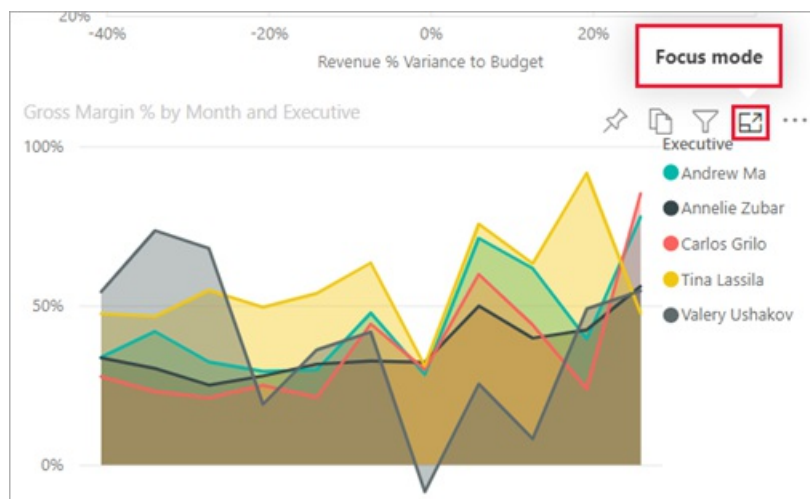 20%
-40% -20% 0% 20%
Revenue % Variance to Budget
Focus mode
Gross Margin % by Month and Executive
100%
Executive
Andrew Ma
Annelie Zubar
Carlos Grilo
Tina Lassila
50%
Valery Ushakov
0%